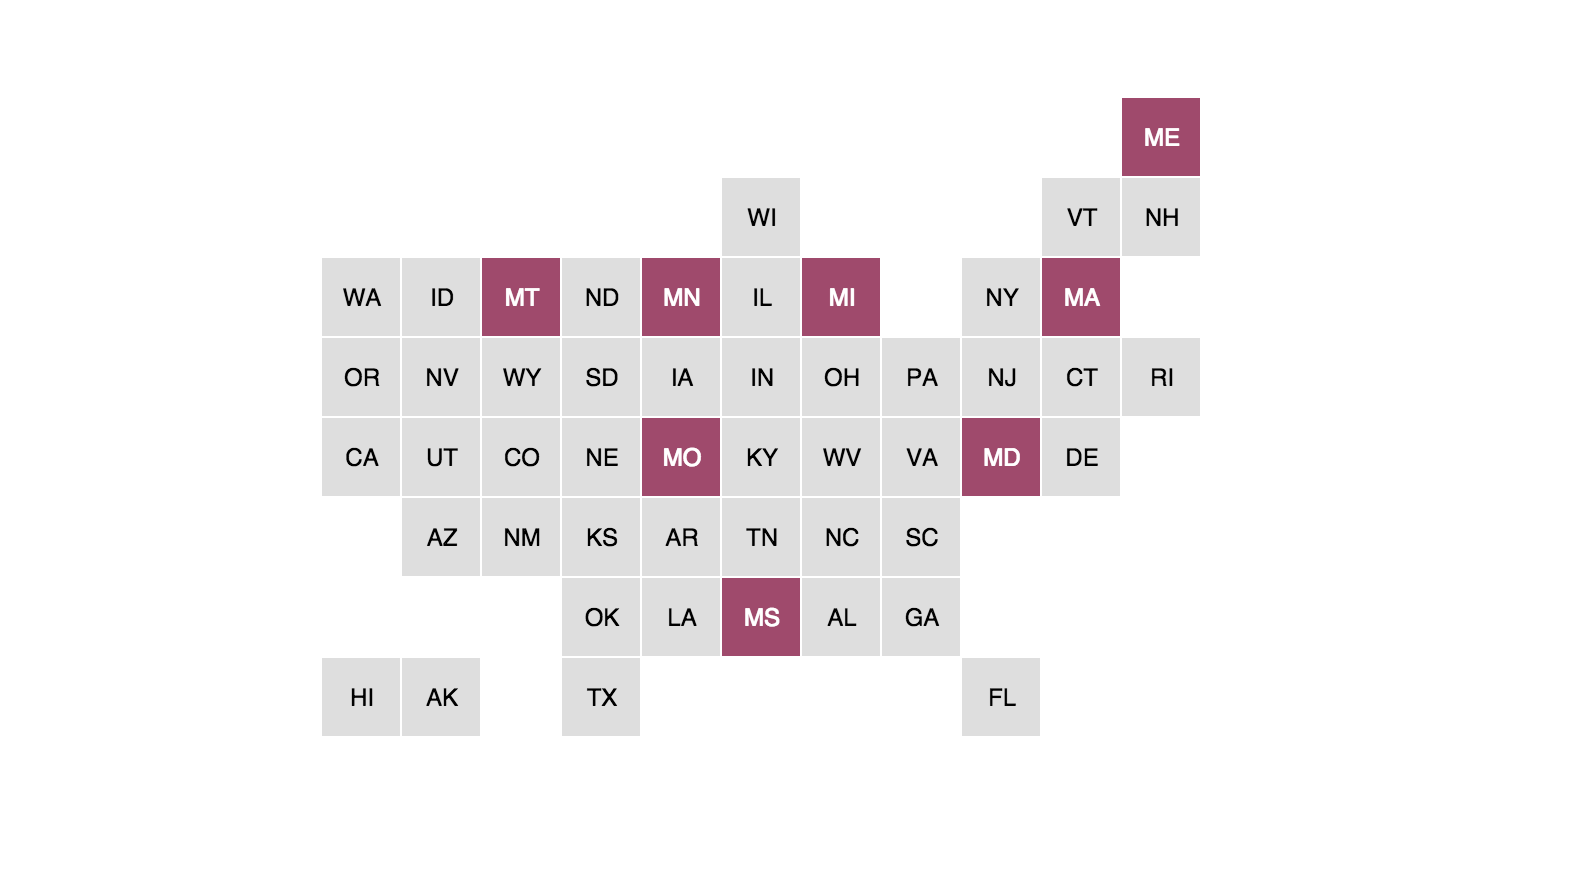 ME
WI VT NH
WA ID MT ND MN IL MI NY MA
OR NV WY SD IA IN OH PA NJ CT RI
CA UT CO NE MO KY WV VA MD DE
AZ NM KS AR TN NC SC
OK LA MS AL GA
HI AK TX FL